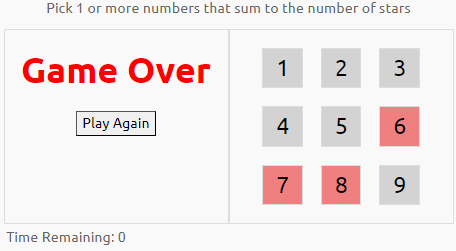 Pick 1 or more numbers that sum to the number of stars
Game Over
Play Again
1 2 3
4 5 6
7 8 9
Time Remaining: 0